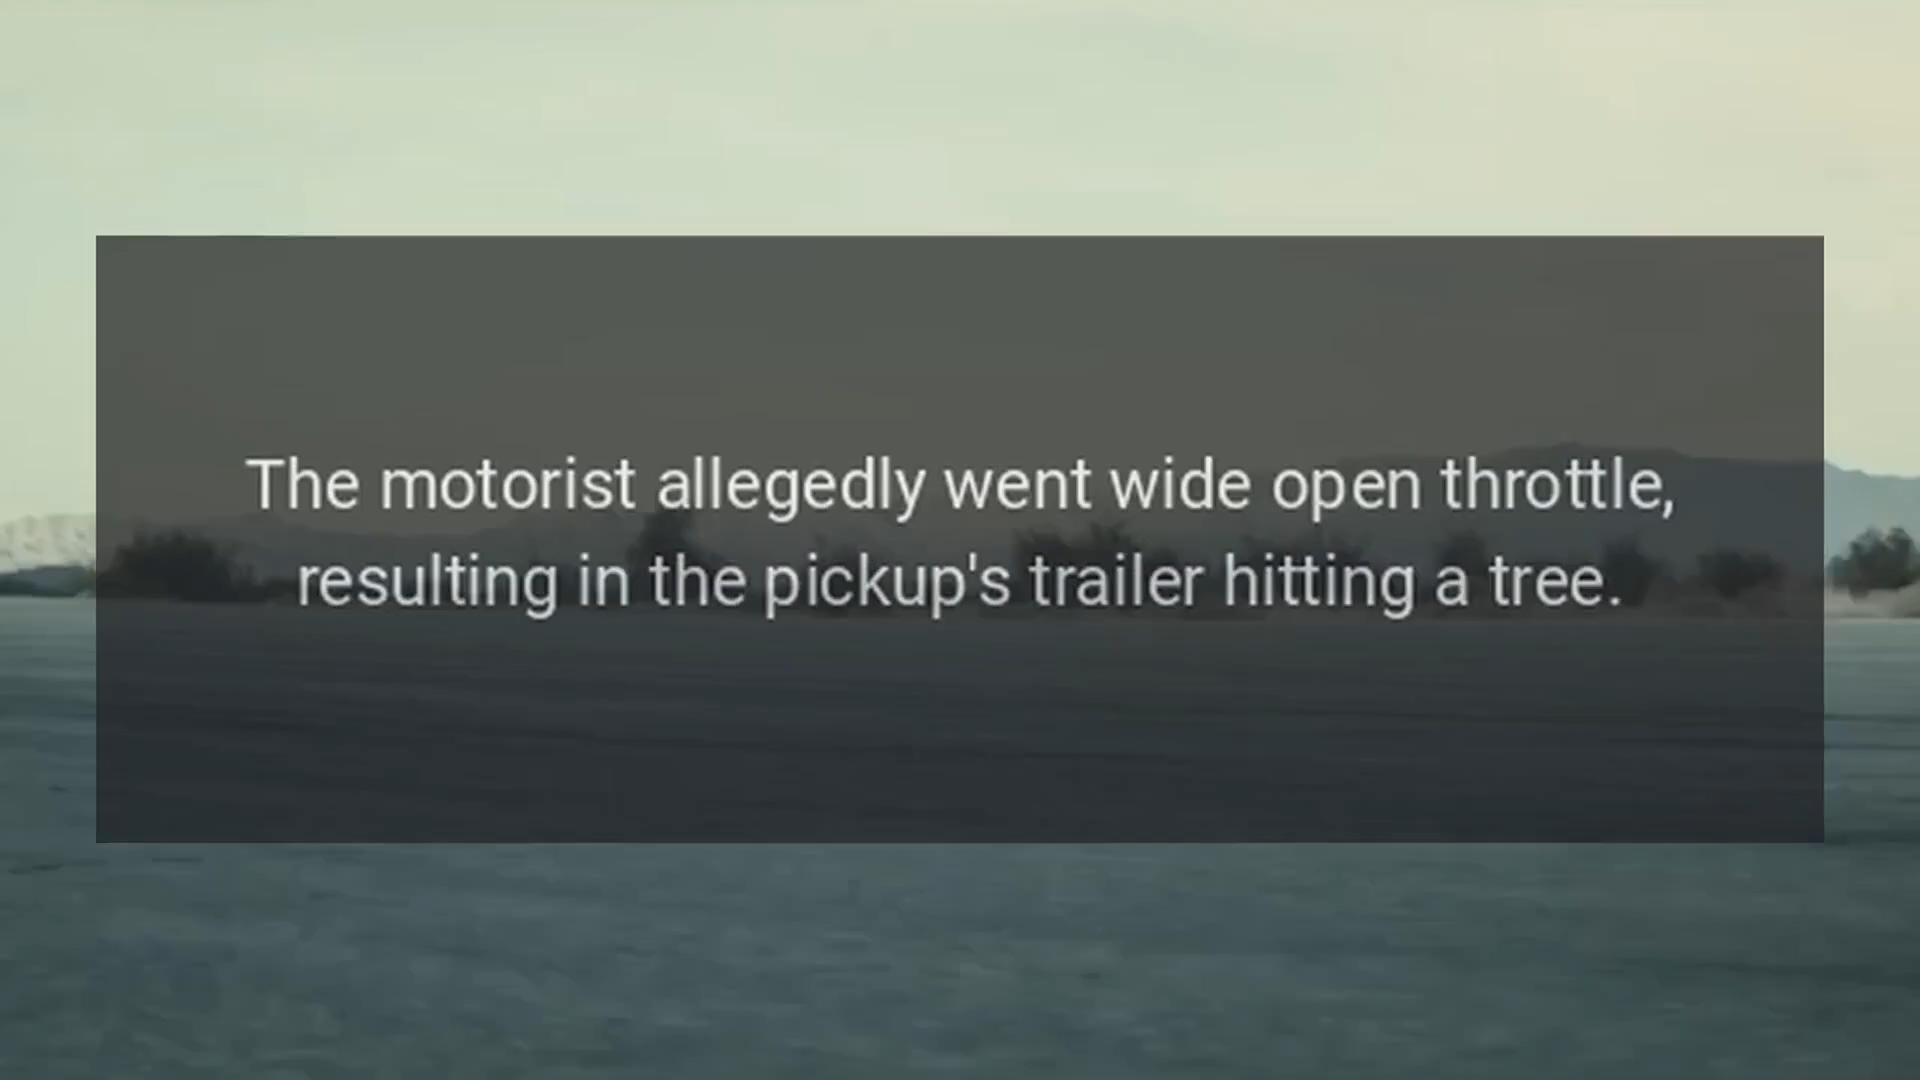 The motorist allegedly went wide open throttle,
resulting in the pickup's trailer hitting a tree.